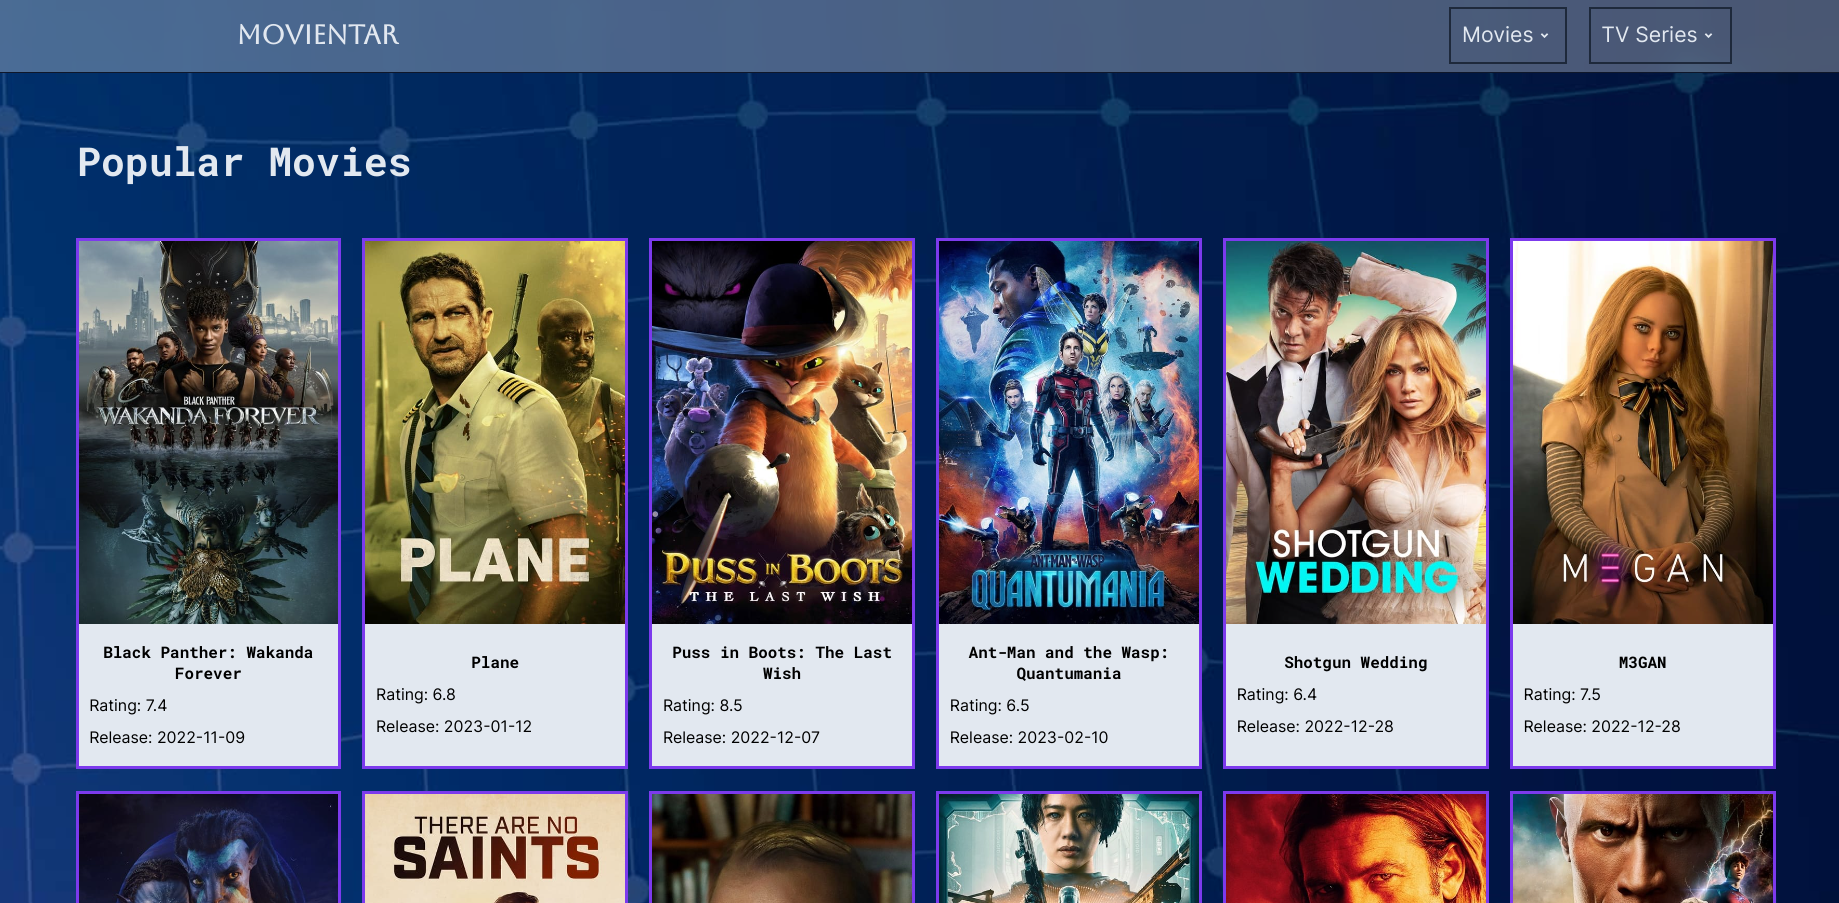 MOVIENTAR
Movies
TV Series
Popular Movies
BLACK PANTHER
WAKANDA FOREVER
PLANE
PUSS IN BOOTS
THE LAST WISH
ANT-MAN AND THE WASP
QUANTUMANIA
SHOTGUN
WEDDING
M3GAN
Black Panther: Wakanda
Forever
Rating: 7.4
Release: 2022-11-09
Plane
Rating: 6.8
Release: 2023-01-12
Puss in Boots: The Last
Wish
Rating: 8.5
Release: 2022-12-07
Ant-Man and the Wasp:
Quantumania
Rating: 6.5
Release: 2023-02-10
Shotgun Wedding
Rating: 6.4
Release: 2022-12-28
M3GAN
Rating: 7.5
Release: 2022-12-28
THERE ARE NO
SAINTS